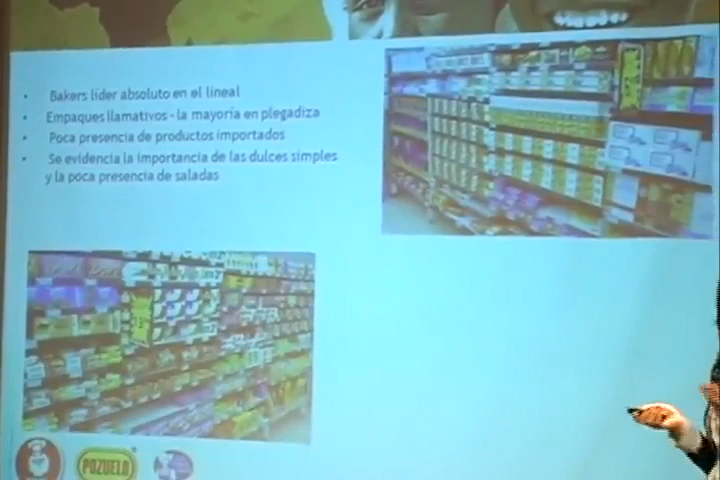 Bakers líder absoluto en el lineal
Empaques llamativos - la mayoría en plegadiza
Poca presencia de productos importados
Se evidencia la importancia de las dulces simples
y la poca presencia de saladas
POZUELO